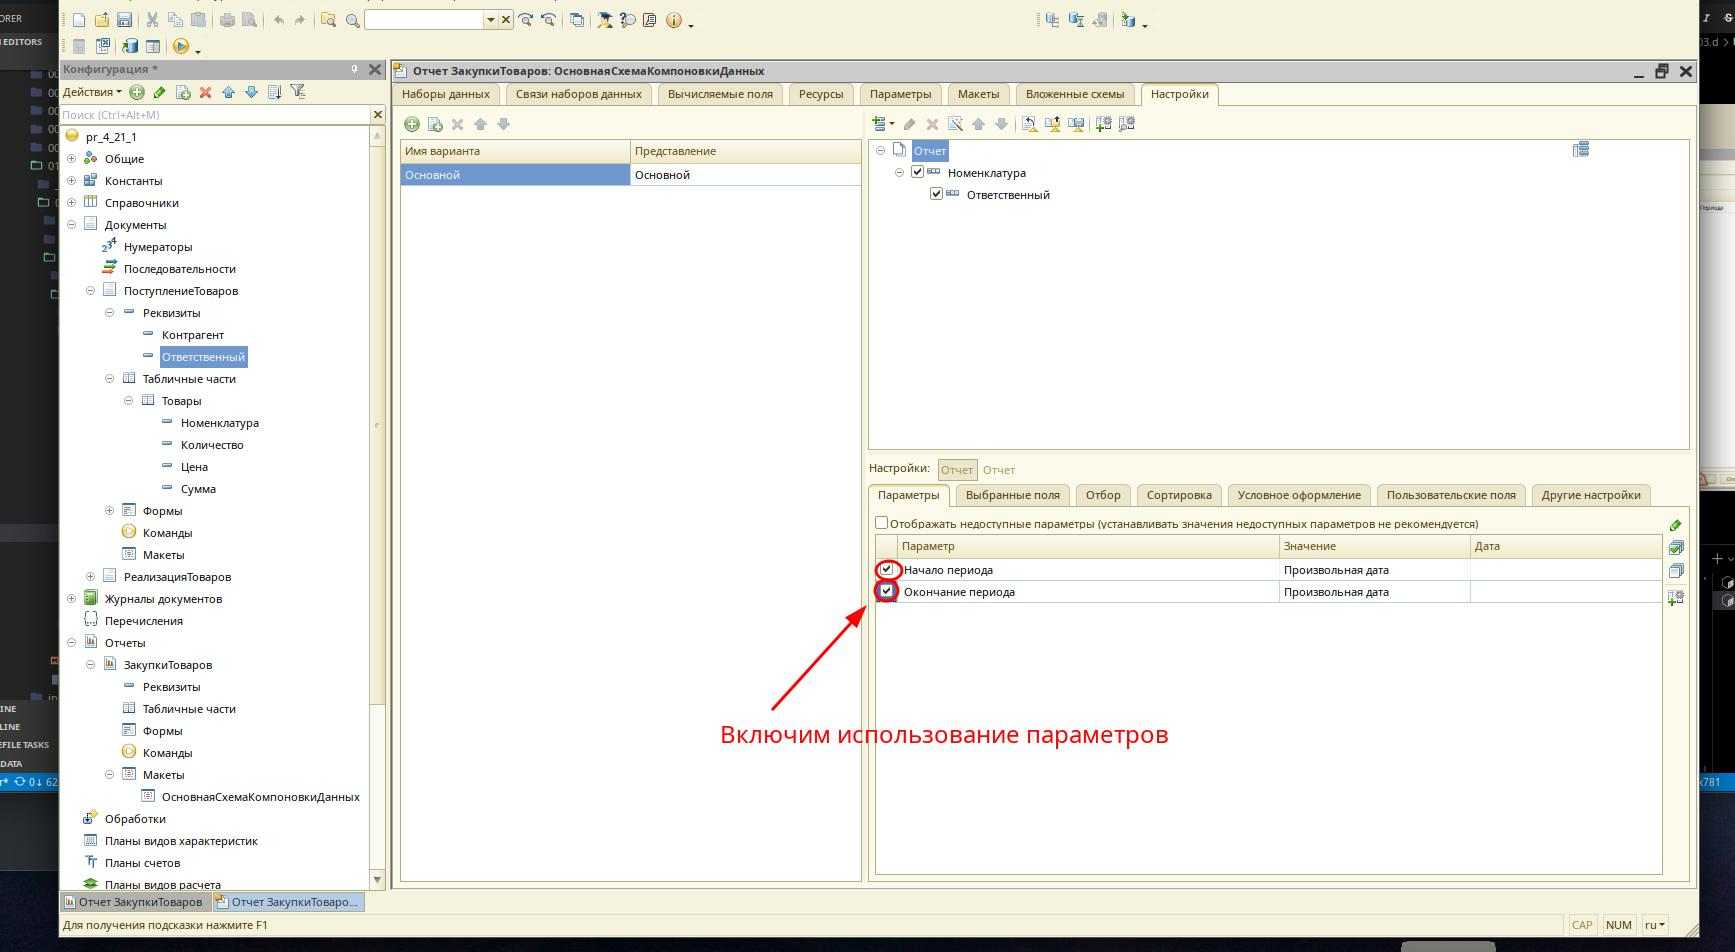 ORER
EDITORS
Конфигурация *
Действия
Поиск (Ctrl+Alt+M)
pr_4_21_1
Общие
Константы
Справочники
Документы
Нумераторы
Последовательности
ПоступлениеТоваров
Реквизиты
Контрагент
Ответственный
Табличные части
Товары
Номенклатура
Количество
Цена
Сумма
Формы
Команды
Макеты
РеализацияТоваров
Журналы документов
Перечисления
Отчеты
ЗакупкиТоваров
Реквизиты
Табличные части
Формы
Команды
Макеты
ОсновнаяСхемаКомпоновкиДанных
Обработки
Планы видов характеристик
Планы счетов
Планы видов расчета
Отчет ЗакупкиТоваров: ОсновнаяСхемаКомпоновкиДанных
Наборы данных Связи наборов данных Вычисляемые поля Ресурсы Параметры Макеты Вложенные схемы Настройки
Имя варианта Представление
Основной Основной
Отчет
Номенклатура
Ответственный
Настройки: Отчет Отчет
Параметры Выбранные поля Отбор Сортировка Условное оформление Пользовательские поля Другие настройки
Отображать недоступные параметры (устанавливать значения недоступных параметров не рекомендуется)
Параметр Значение Дата
Начало периода Произвольная дата
Окончание периода Произвольная дата
Включим использование параметров
INE
LINE
EFILE TASKS
DATA
Отчет ЗакупкиТоваров Отчет ЗакупкиТоваро...
Для получения подсказки нажмите F1
CAP NUM ru